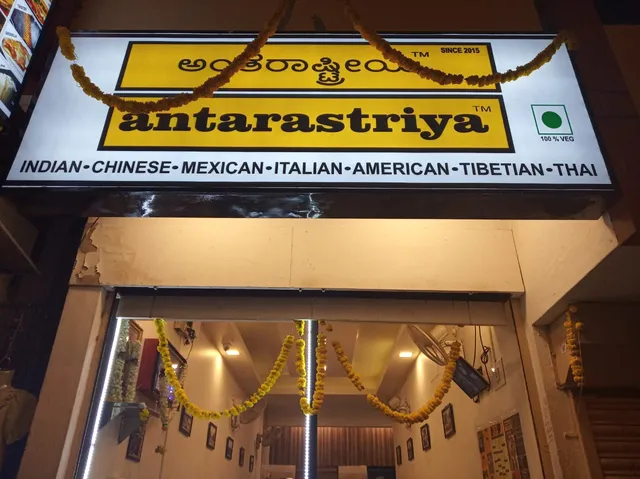 ಅಂತರಾಷ್ಟ್ರೀಯ TM SINCE 2015
antarastriya TM
100 % VEG
INDIAN•CHINESE•MEXICAN•ITALIAN•AMERICAN•TIBETIAN•THAI